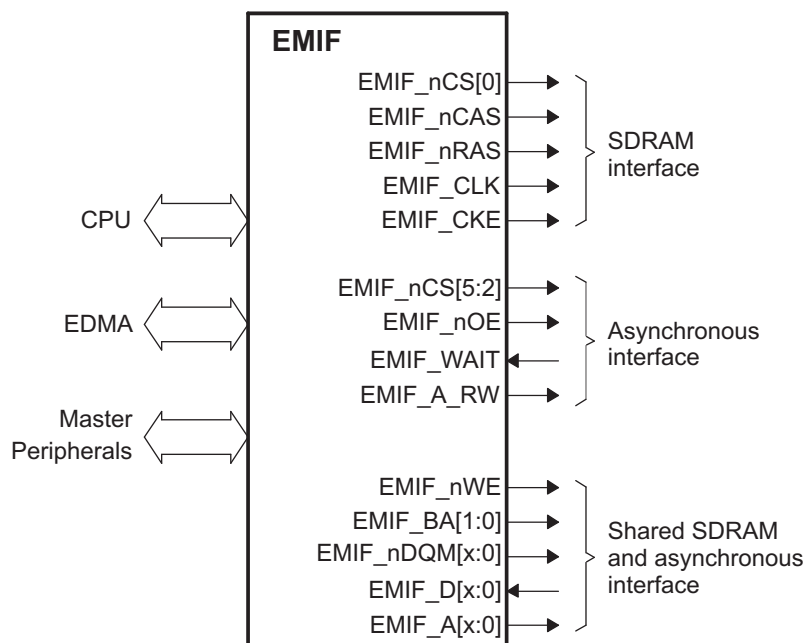 EMIF
EMIF_nCS[0]
EMIF_nCAS
EMIF_nRAS
EMIF_CLK
EMIF_CKE
SDRAM
interface
CPU
EDMA
Master
Peripherals
EMIF_nCS[5:2]
EMIF_nOE
EMIF_WAIT
EMIF_A_RW
Asynchronous
interface
EMIF_nWE
EMIF_BA[1:0]
EMIF_nDQM[x:0]
EMIF_D[x:0]
EMIF_A[x:0]
Shared SDRAM
and asynchronous
interface